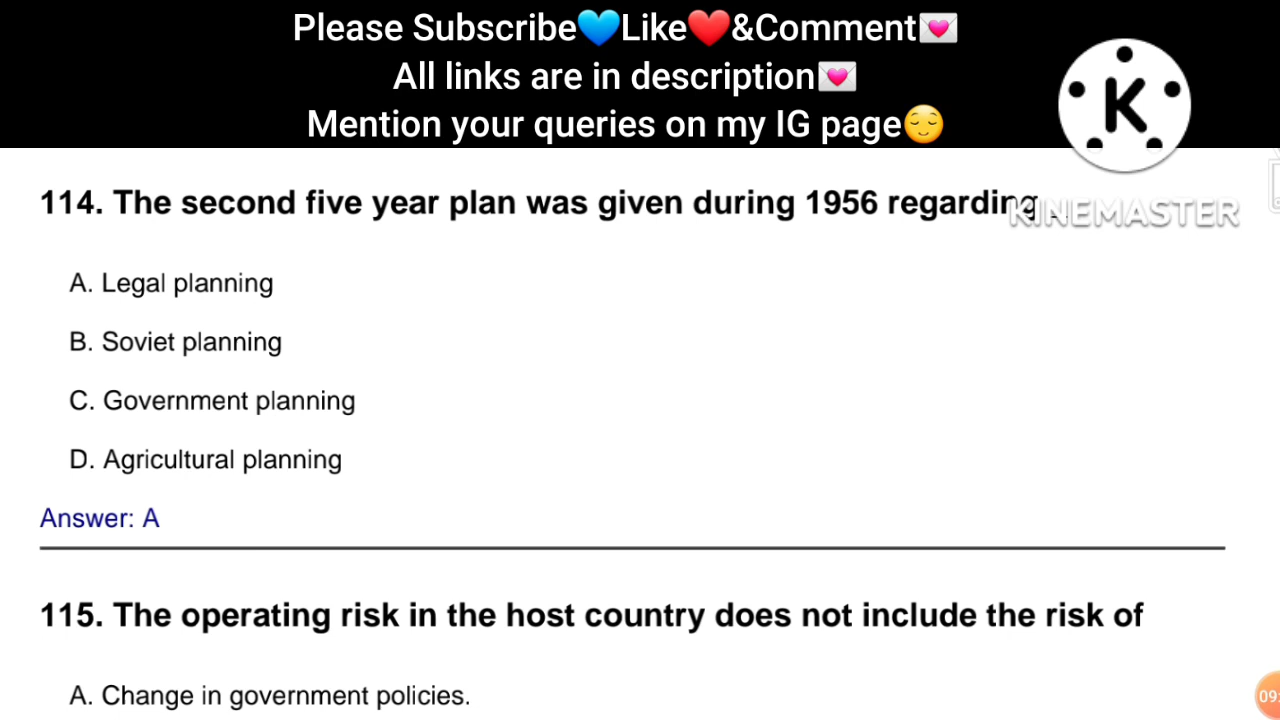 Please Subscribe💙Like❤️&Comment💌
All links are in description💌
Mention your queries on my IG page😌
K
KINEMASTER
114. The second five year plan was given during 1956 regarding
A. Legal planning
B. Soviet planning
C. Government planning
D. Agricultural planning
Answer: A
115. The operating risk in the host country does not include the risk of
A. Change in government policies.
09: